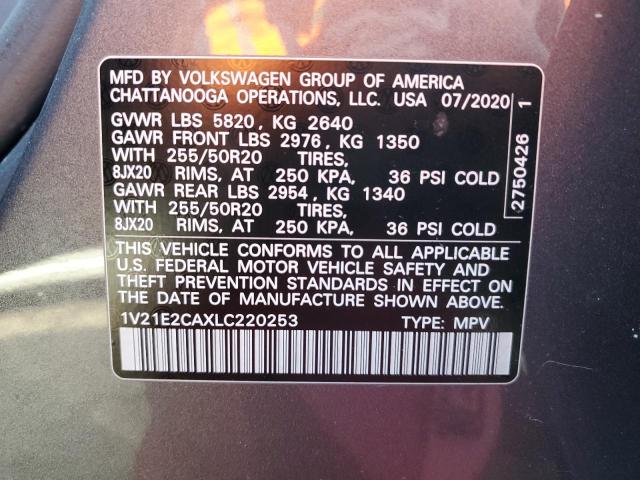 MFD BY VOLKSWAGEN GROUP OF AMERICA
CHATTANOOGA OPERATIONS, LLC. USA 07/2020
GVWR LBS 5820, KG 2640
GAWR FRONT LBS 2976, KG 1350
WITH 255/50R20 TIRES,
8JX20 RIMS, AT 250 KPA, 36 PSI COLD
GAWR REAR LBS 2954, KG 1340
WITH 255/50R20 TIRES,
8JX20 RIMS, AT 250 KPA, 36 PSI COLD
THIS VEHICLE CONFORMS TO ALL APPLICABLE
U.S. FEDERAL MOTOR VEHICLE SAFETY AND
THEFT PREVENTION STANDARDS IN EFFECT ON
THE DATE OF MANUFACTURE SHOWN ABOVE.
1V21E2CAXLC220253 TYPE: MPV
2750426 1